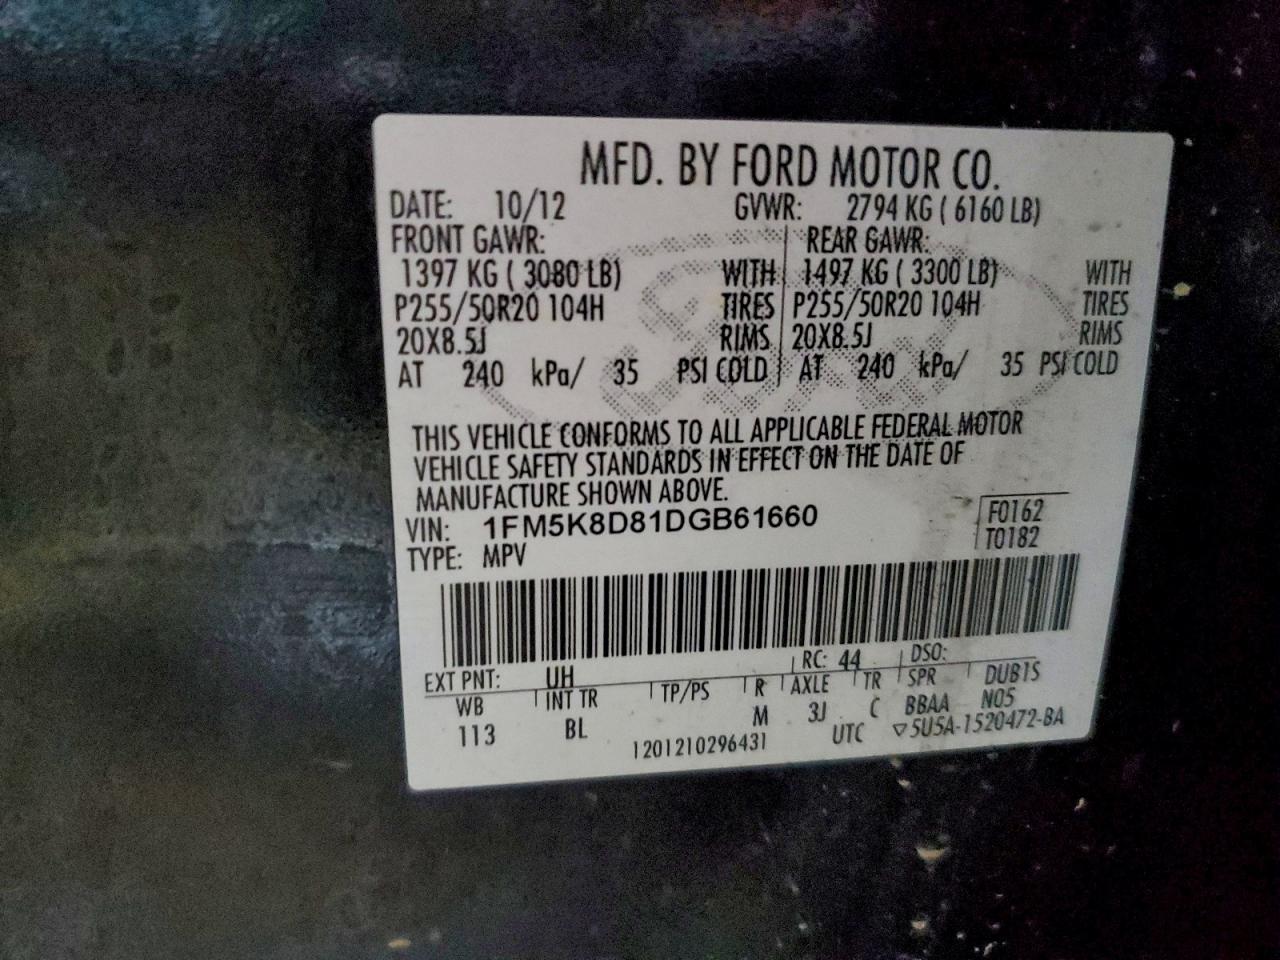 MFD. BY FORD MOTOR CO.
DATE: 10/12 GVWR: 2794 KG ( 6160 LB)
FRONT GAWR: REAR GAWR:
1397 KG ( 3080 LB) WITH 1497 KG ( 3300 LB) WITH
P255/50R20 104H TIRES P255/50R20 104H TIRES
20X8.5J RIMS 20X8.5J RIMS
AT 240 kPa/ 35 PSI COLD AT 240 kPa/ 35 PSI COLD
THIS VEHICLE CONFORMS TO ALL APPLICABLE FEDERAL MOTOR
VEHICLE SAFETY STANDARDS IN EFFECT ON THE DATE OF
MANUFACTURE SHOWN ABOVE.
VIN: 1FM5K8D81DGB61660 F0162
TYPE: MPV T0182
EXT PNT: UH RC: 44 DSO:
WB INT TR TP/PS R AXLE TR SPR DUB1S
113 BL M 3J C BBAA N05
1201210296431 UTC ▽5U5A-1520472-BA